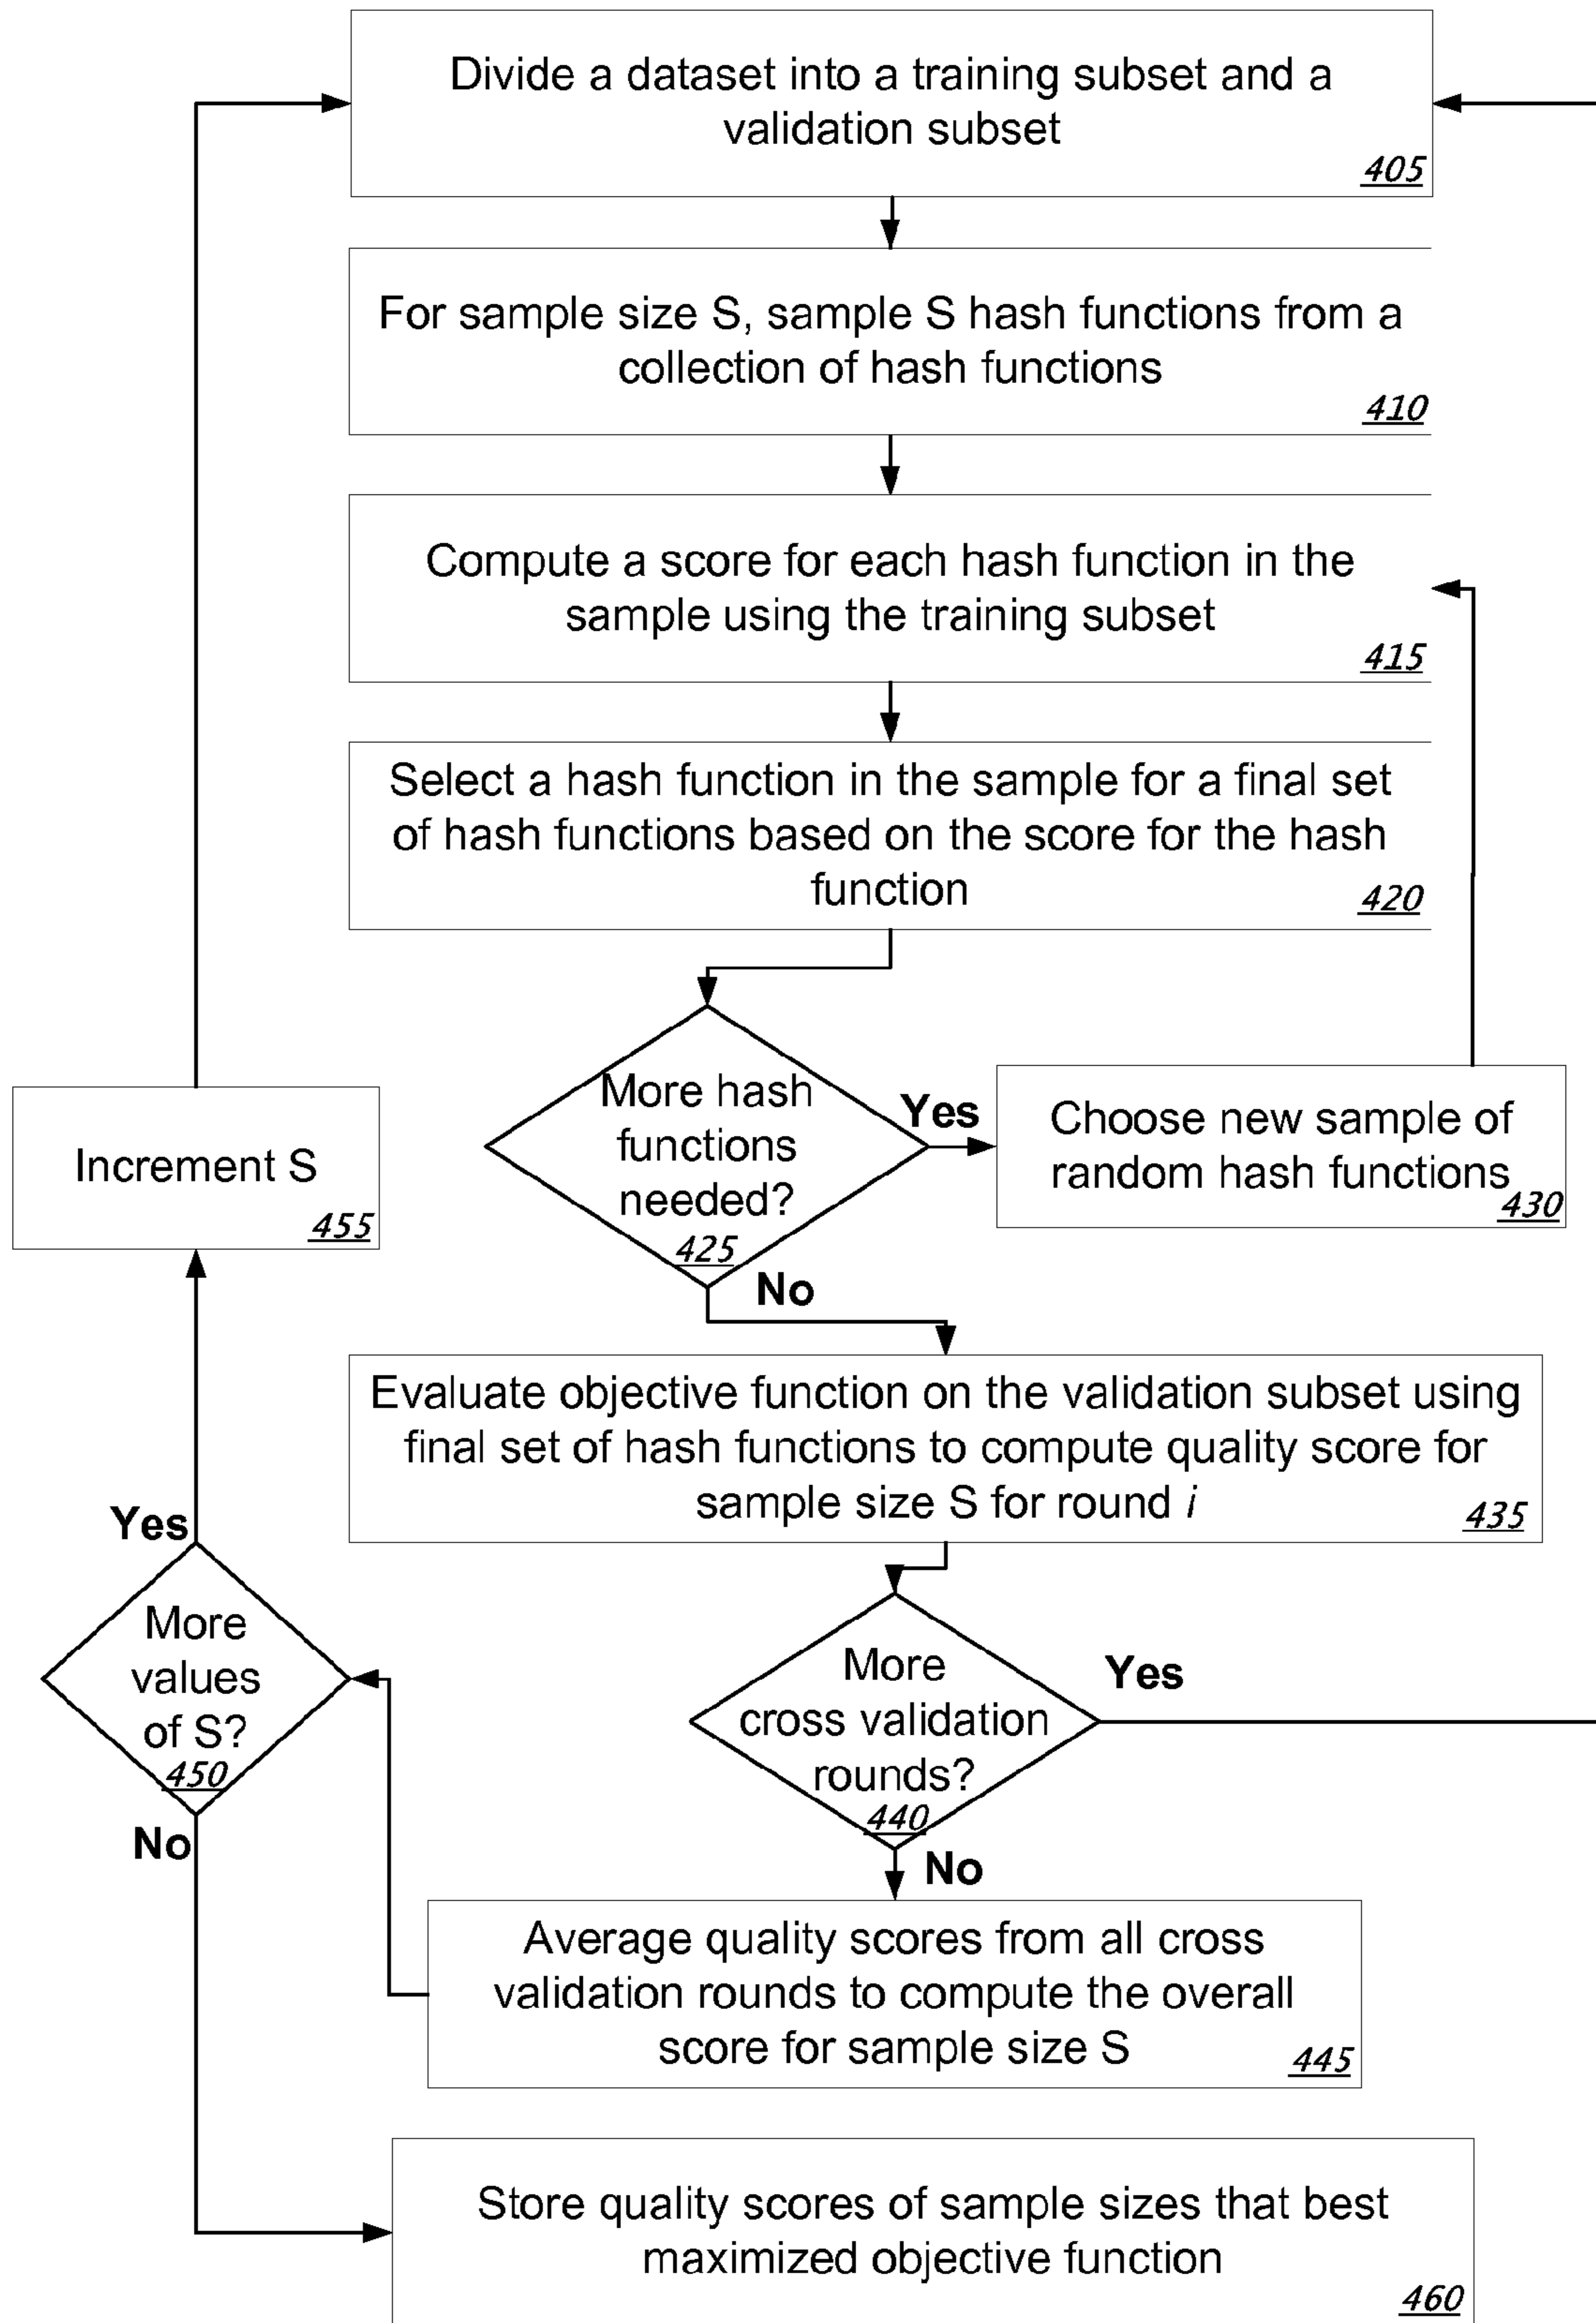 Divide a dataset into a training subset and a
validation subset
405
For sample size S, sample S hash functions from a
collection of hash functions
410
Compute a score for each hash function in the
sample using the training subset
415
Select a hash function in the sample for a final set
of hash functions based on the score for the hash
function
420
More hash
functions
needed?
425
Yes
No
Choose new sample of
random hash functions
430
Increment S
455
Evaluate objective function on the validation subset using
final set of hash functions to compute quality score for
sample size S for round i
435
More
cross validation
rounds?
440
Yes
No
Average quality scores from all cross
validation rounds to compute the overall
score for sample size S
445
Yes
More
values
of S?
450
No
Store quality scores of sample sizes that best
maximized objective function
460